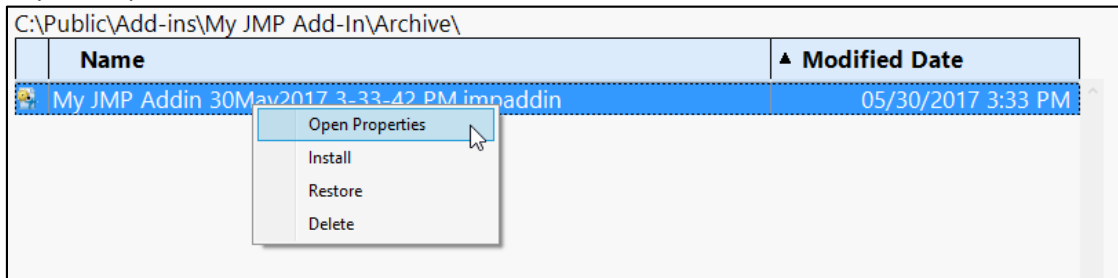 C:\Public\Add-ins\My JMP Add-In\Archive\
Name ▲ Modified Date
My JMP Addin 30May2017 3-33-42 PM.jmpaddin 05/30/2017 3:33 PM
Open Properties
Install
Restore
Delete